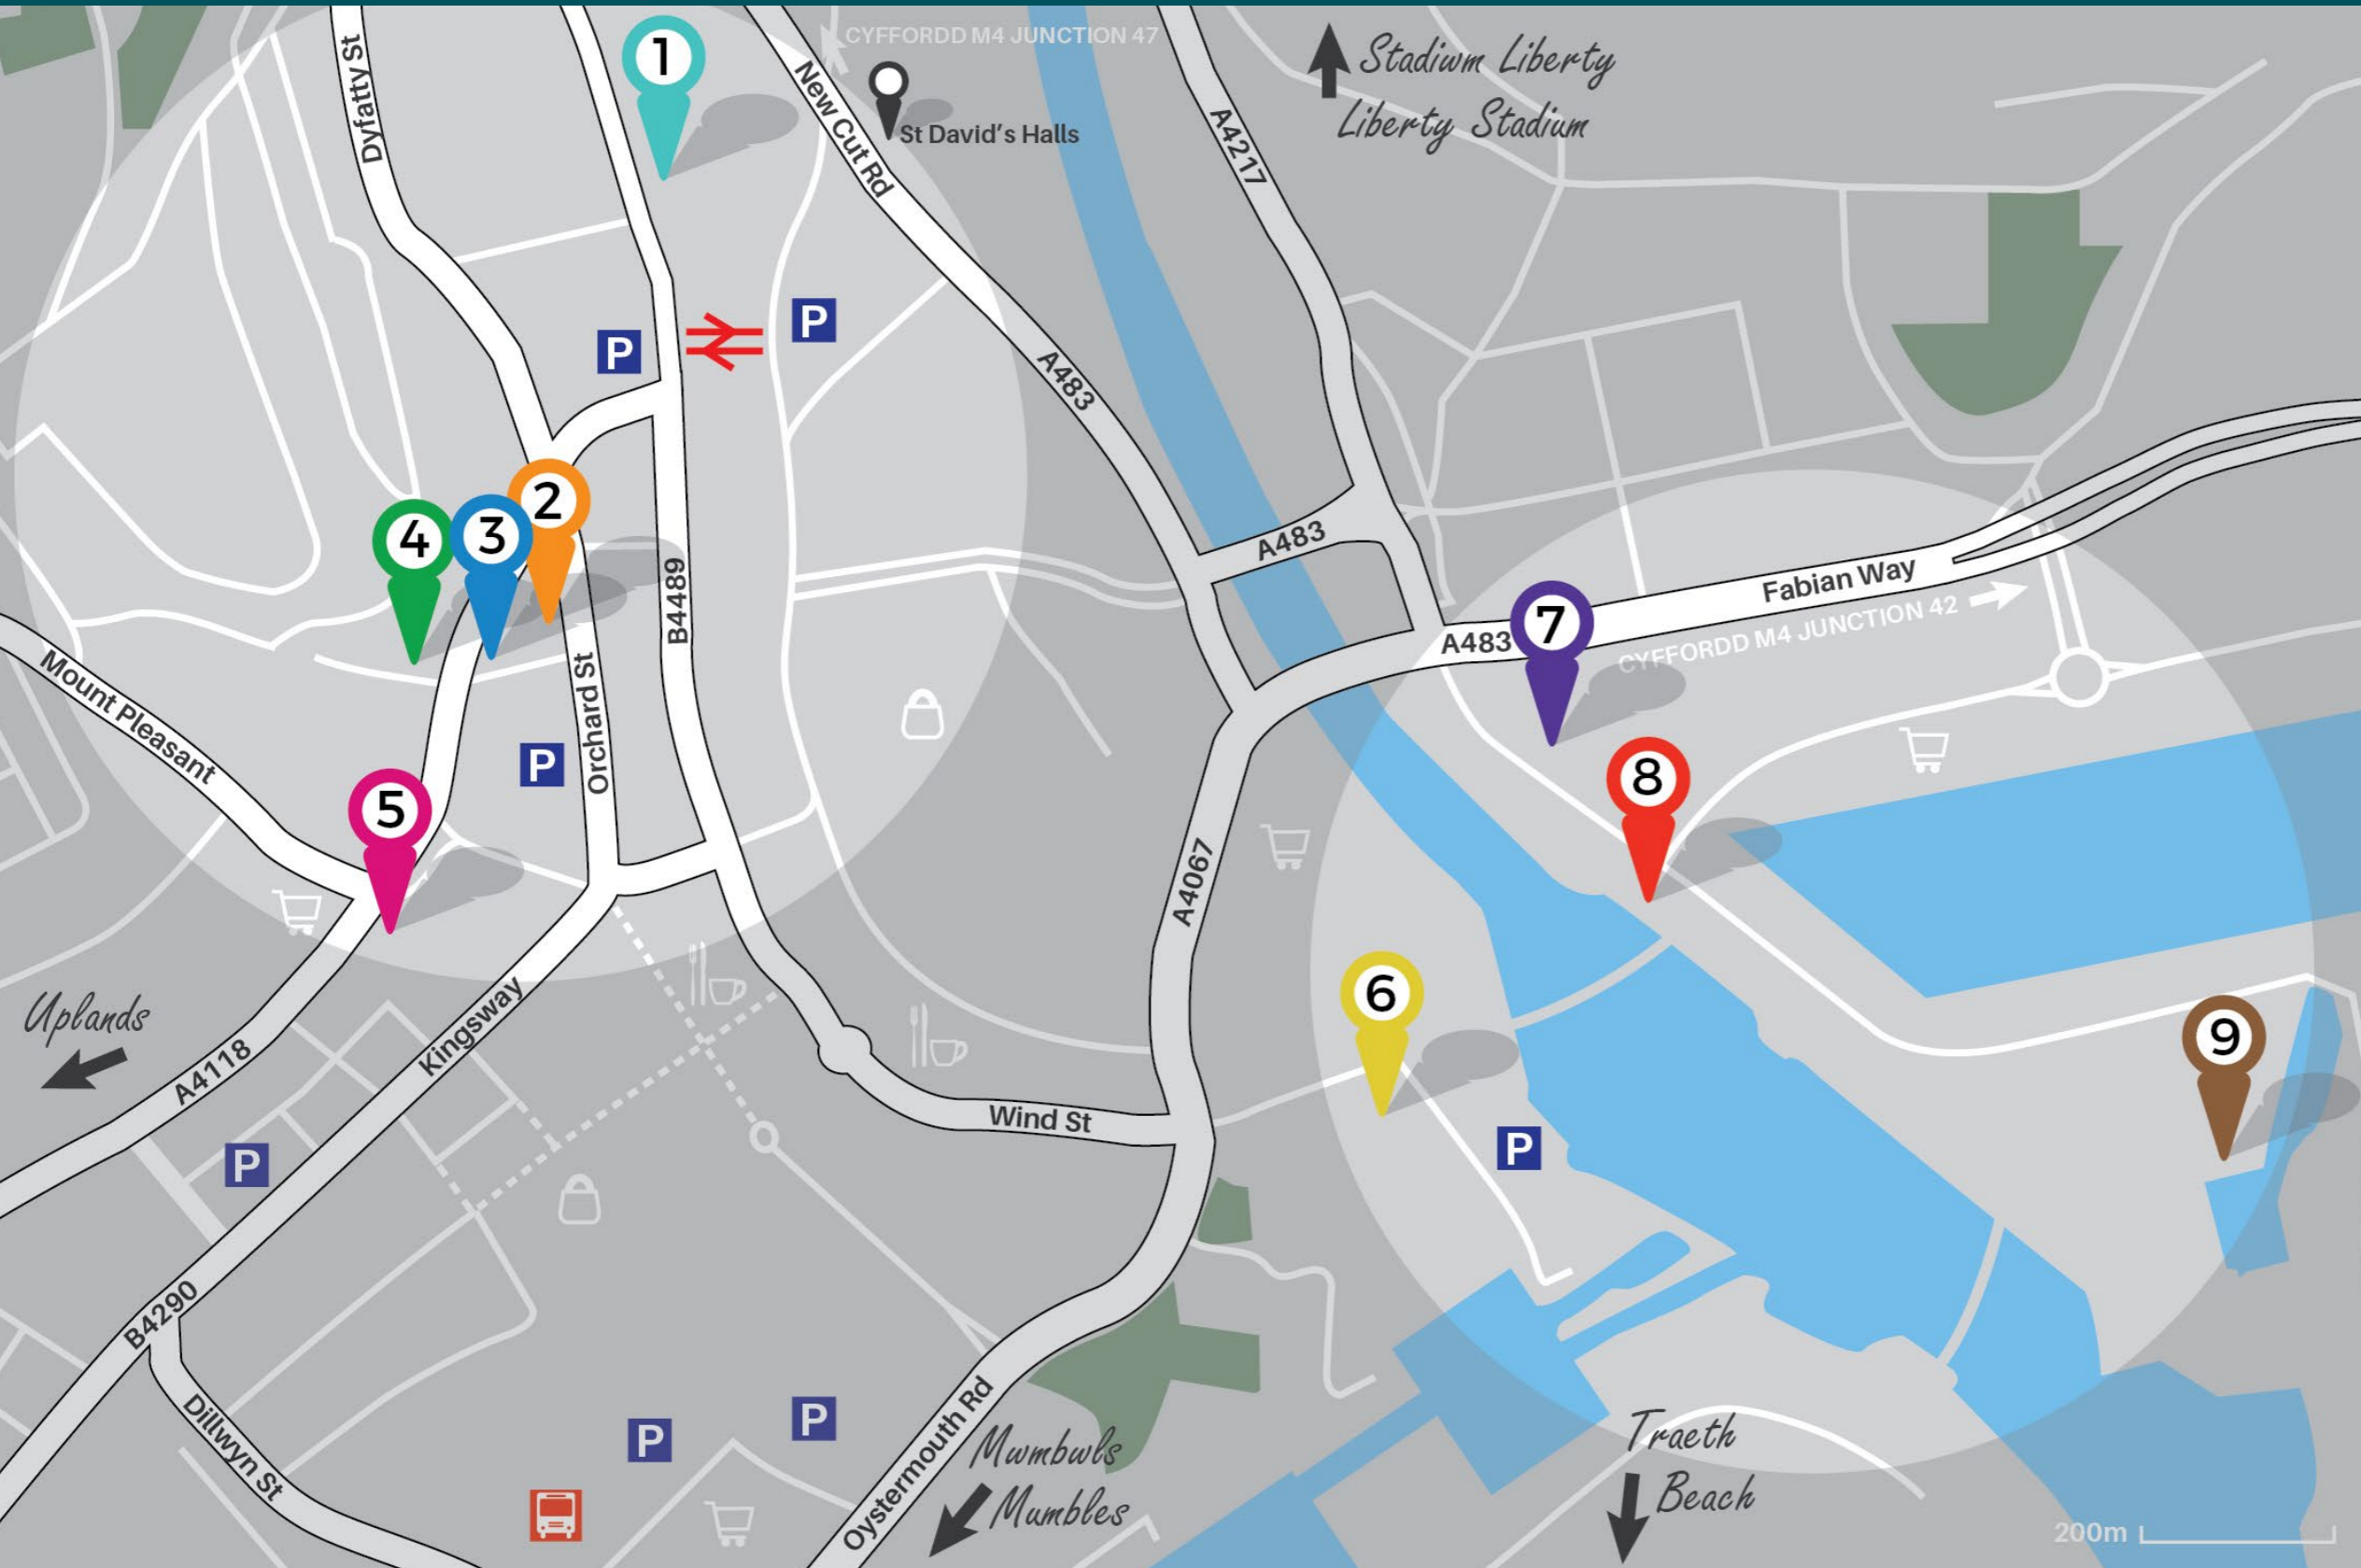 CYFFORDD M4 JUNCTION 47
Dyfatty St
1
New Cut Rd
St David's Halls
A4217
Stadiwm Liberty
Liberty Stadium
P
P
A483
2
3
4
B4489
A483
Fabian Way
CYFFORDD M4 JUNCTION 42
A483
7
Mount Pleasant
Orchard St
P
5
8
A4067
6
9
Uplands
A4118
Kingsway
Wind St
P
P
B4290
Dillwyn St
P
P
Oystermouth Rd
Mwmbwls
Mumbles
Traeth
Beach
200m